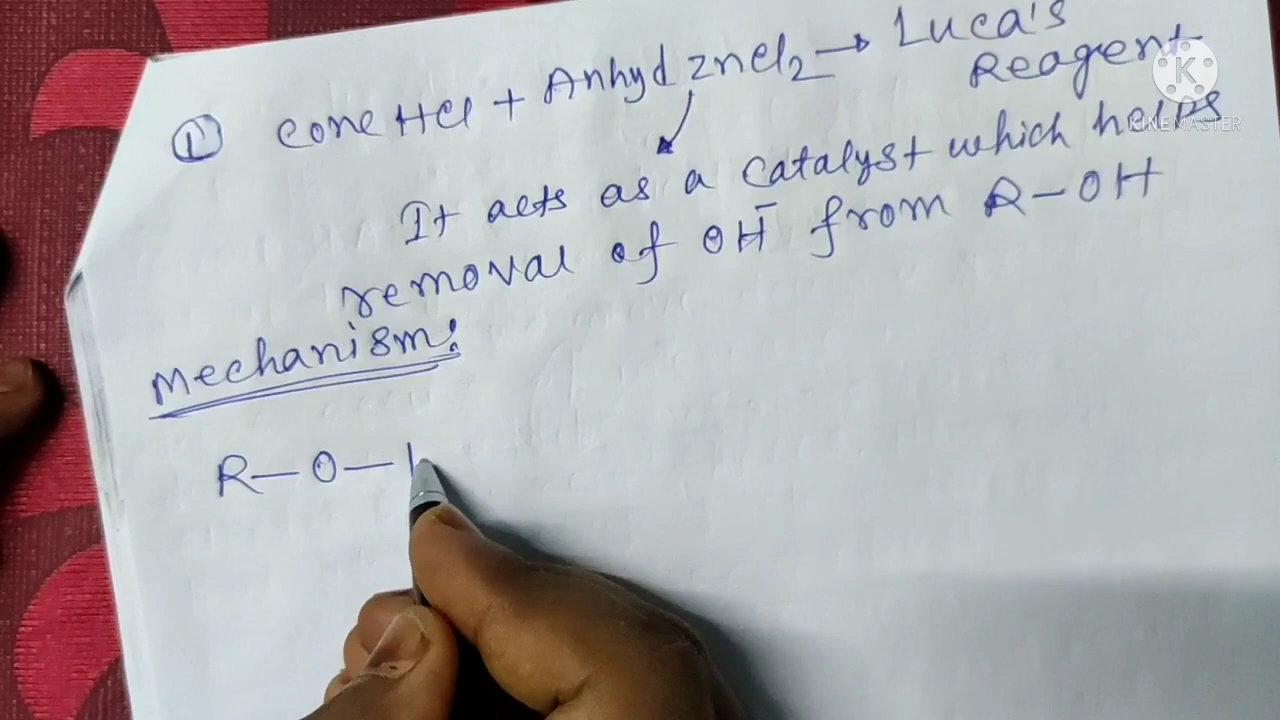 ① Conc HCl + Anhyd ZnCl₂ → Luca's
Reagent
It acts as a catalyst which helps
removal of OH⁻ from R-OH
Mechanism:
R-O-
K
KINEMASTER